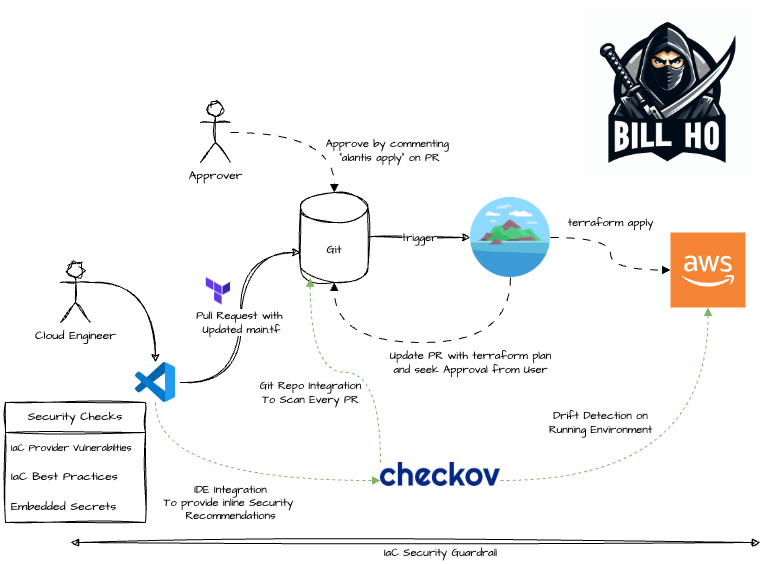 BILL HO
Approve by commenting
"alantis apply" on PR
Approver
Git
Trigger
terraform apply
aws
Cloud Engineer
Pull Request with
Updated main.tf
Update PR with terraform plan
and seek Approval from User
Git Repo Integration
To Scan Every PR
Security Checks
IaC Provider Vulnerabilties
IaC Best Practices
Embedded Secrets
Drift Detection on
Running Environment
checkov
IDE Integration
To provide inline Security
Recommendations
IaC Security Guardrail